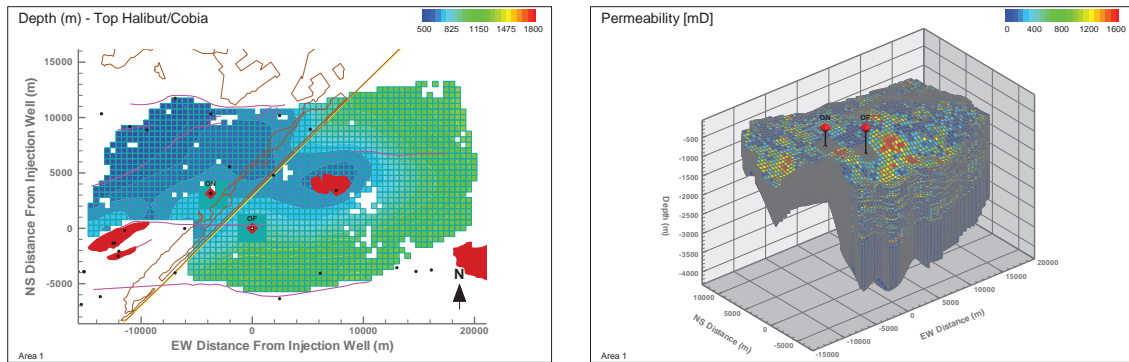 Depth (m) - Top Halibut/Cobia
500 825 1150 1475 1800
15000
10000
5000
0
-5000
NS Distance From Injection Well (m)
ON
OF
N
-10000 0 10000 20000
EW Distance From Injection Well (m)
Area 1
Permeability [mD]
0 400 800 1200 1600
ON OF
-500
-1000
-1500
-2000
-2500
-3000
-3500
-4000
Depth (m)
10000
5000
0
-5000
NS Distance (m)
-15000
-10000
-5000
0
5000
10000
15000
20000
EW Distance (m)
Area 1